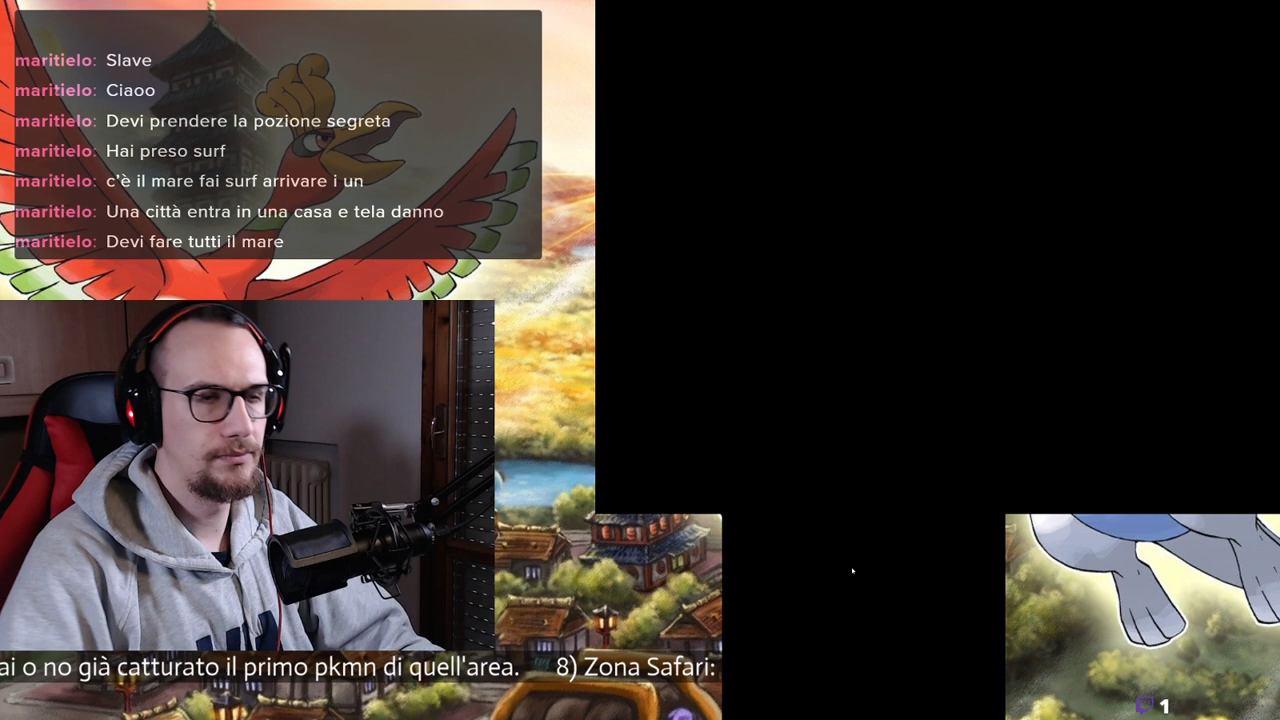 maritielo: Slave
maritielo: Ciaoo
maritielo: Devi prendere la pozione segreta
maritielo: Hai preso surf
maritielo: c'è il mare fai surf arrivare i un
maritielo: Una città entra in una casa e tela danno
maritielo: Devi fare tutti il mare
ai o no già catturato il primo pkmn di quell'area. 8) Zona Safari:
1